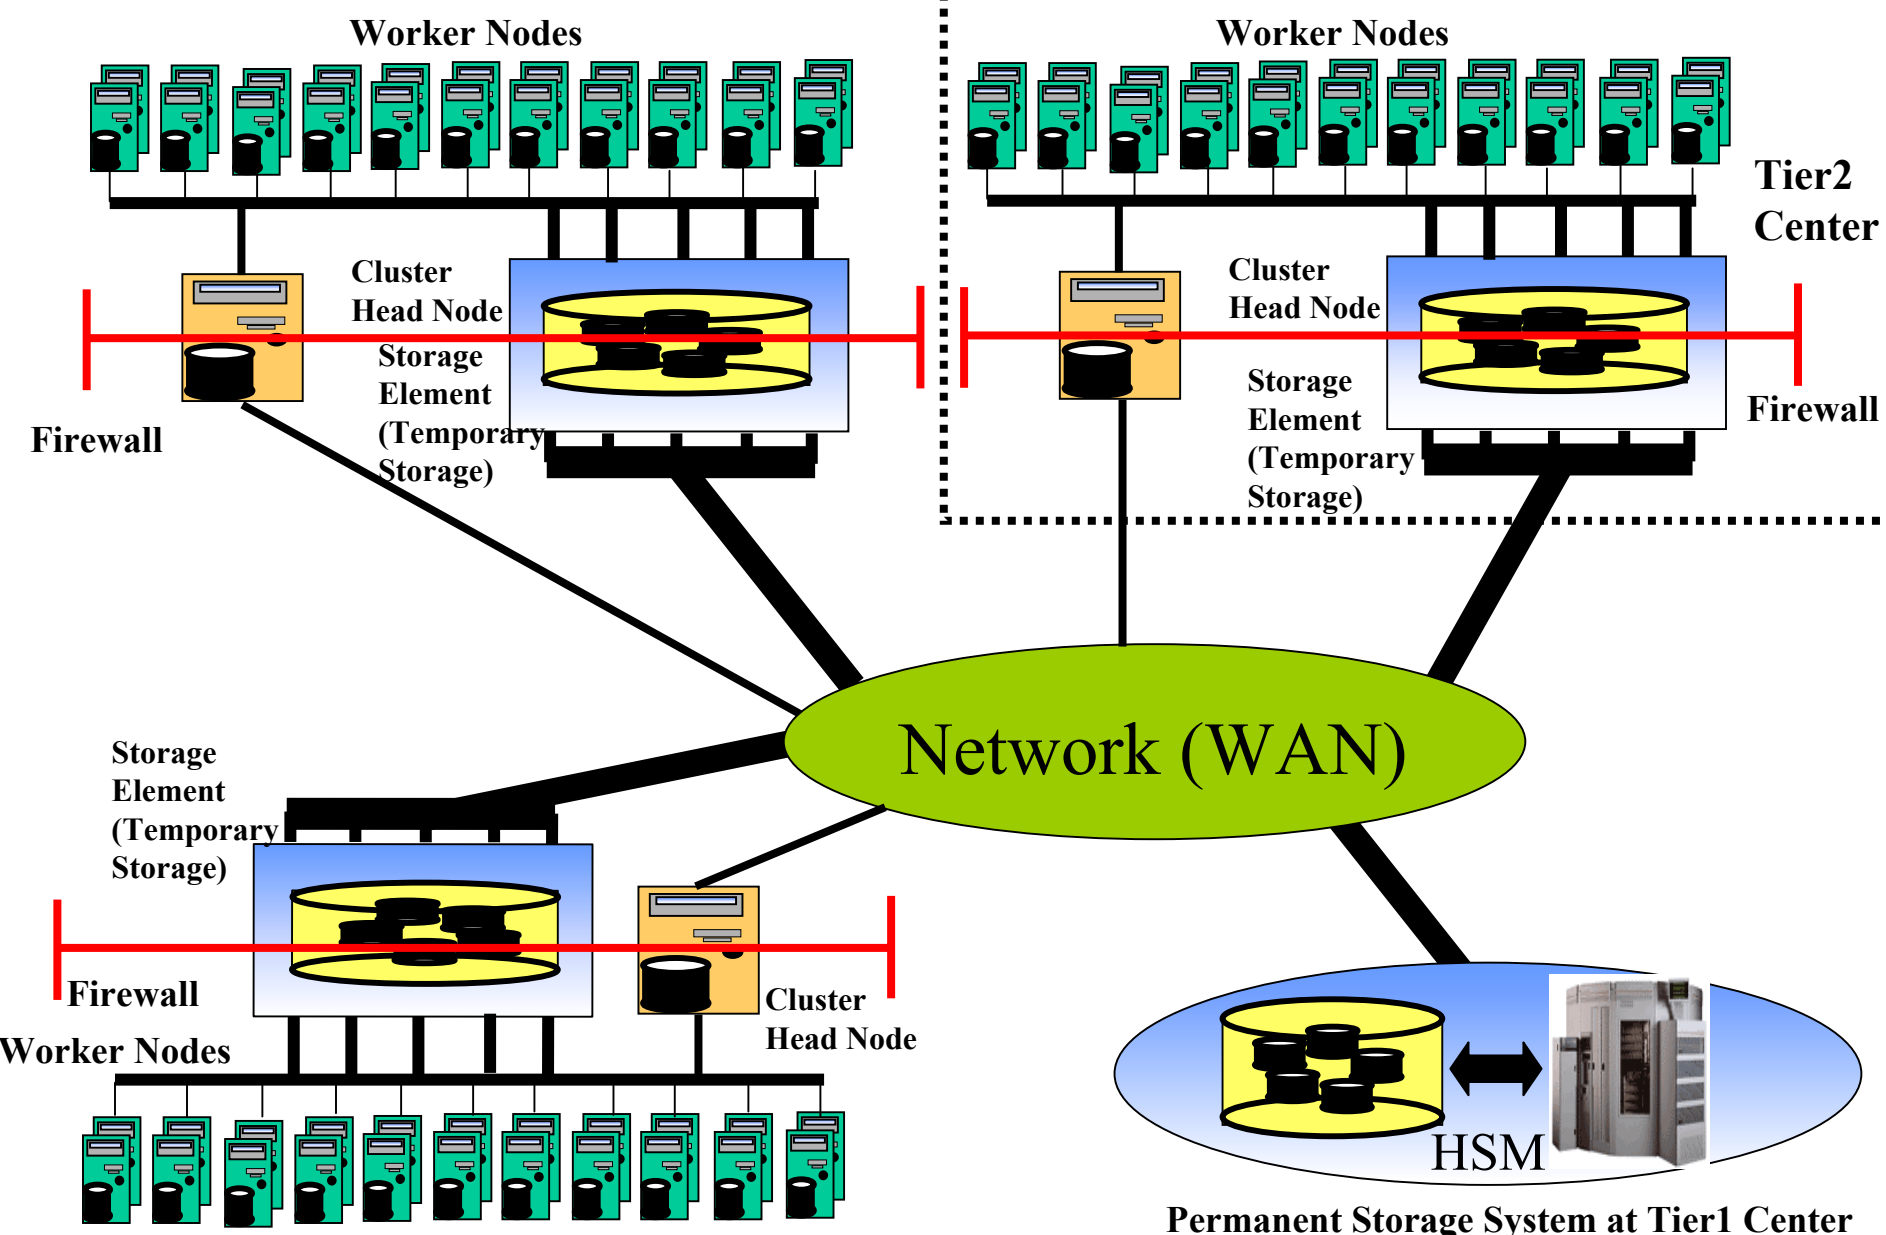 Worker Nodes
Worker Nodes
Tier2
Center
Cluster
Head Node
Storage
Element
(Temporary
Storage)
Firewall
Cluster
Head Node
Storage
Element
(Temporary
Storage)
Firewall
Network (WAN)
Storage
Element
(Temporary
Storage)
Firewall
Worker Nodes
Cluster
Head Node
HSM
Permanent Storage System at Tier1 Center